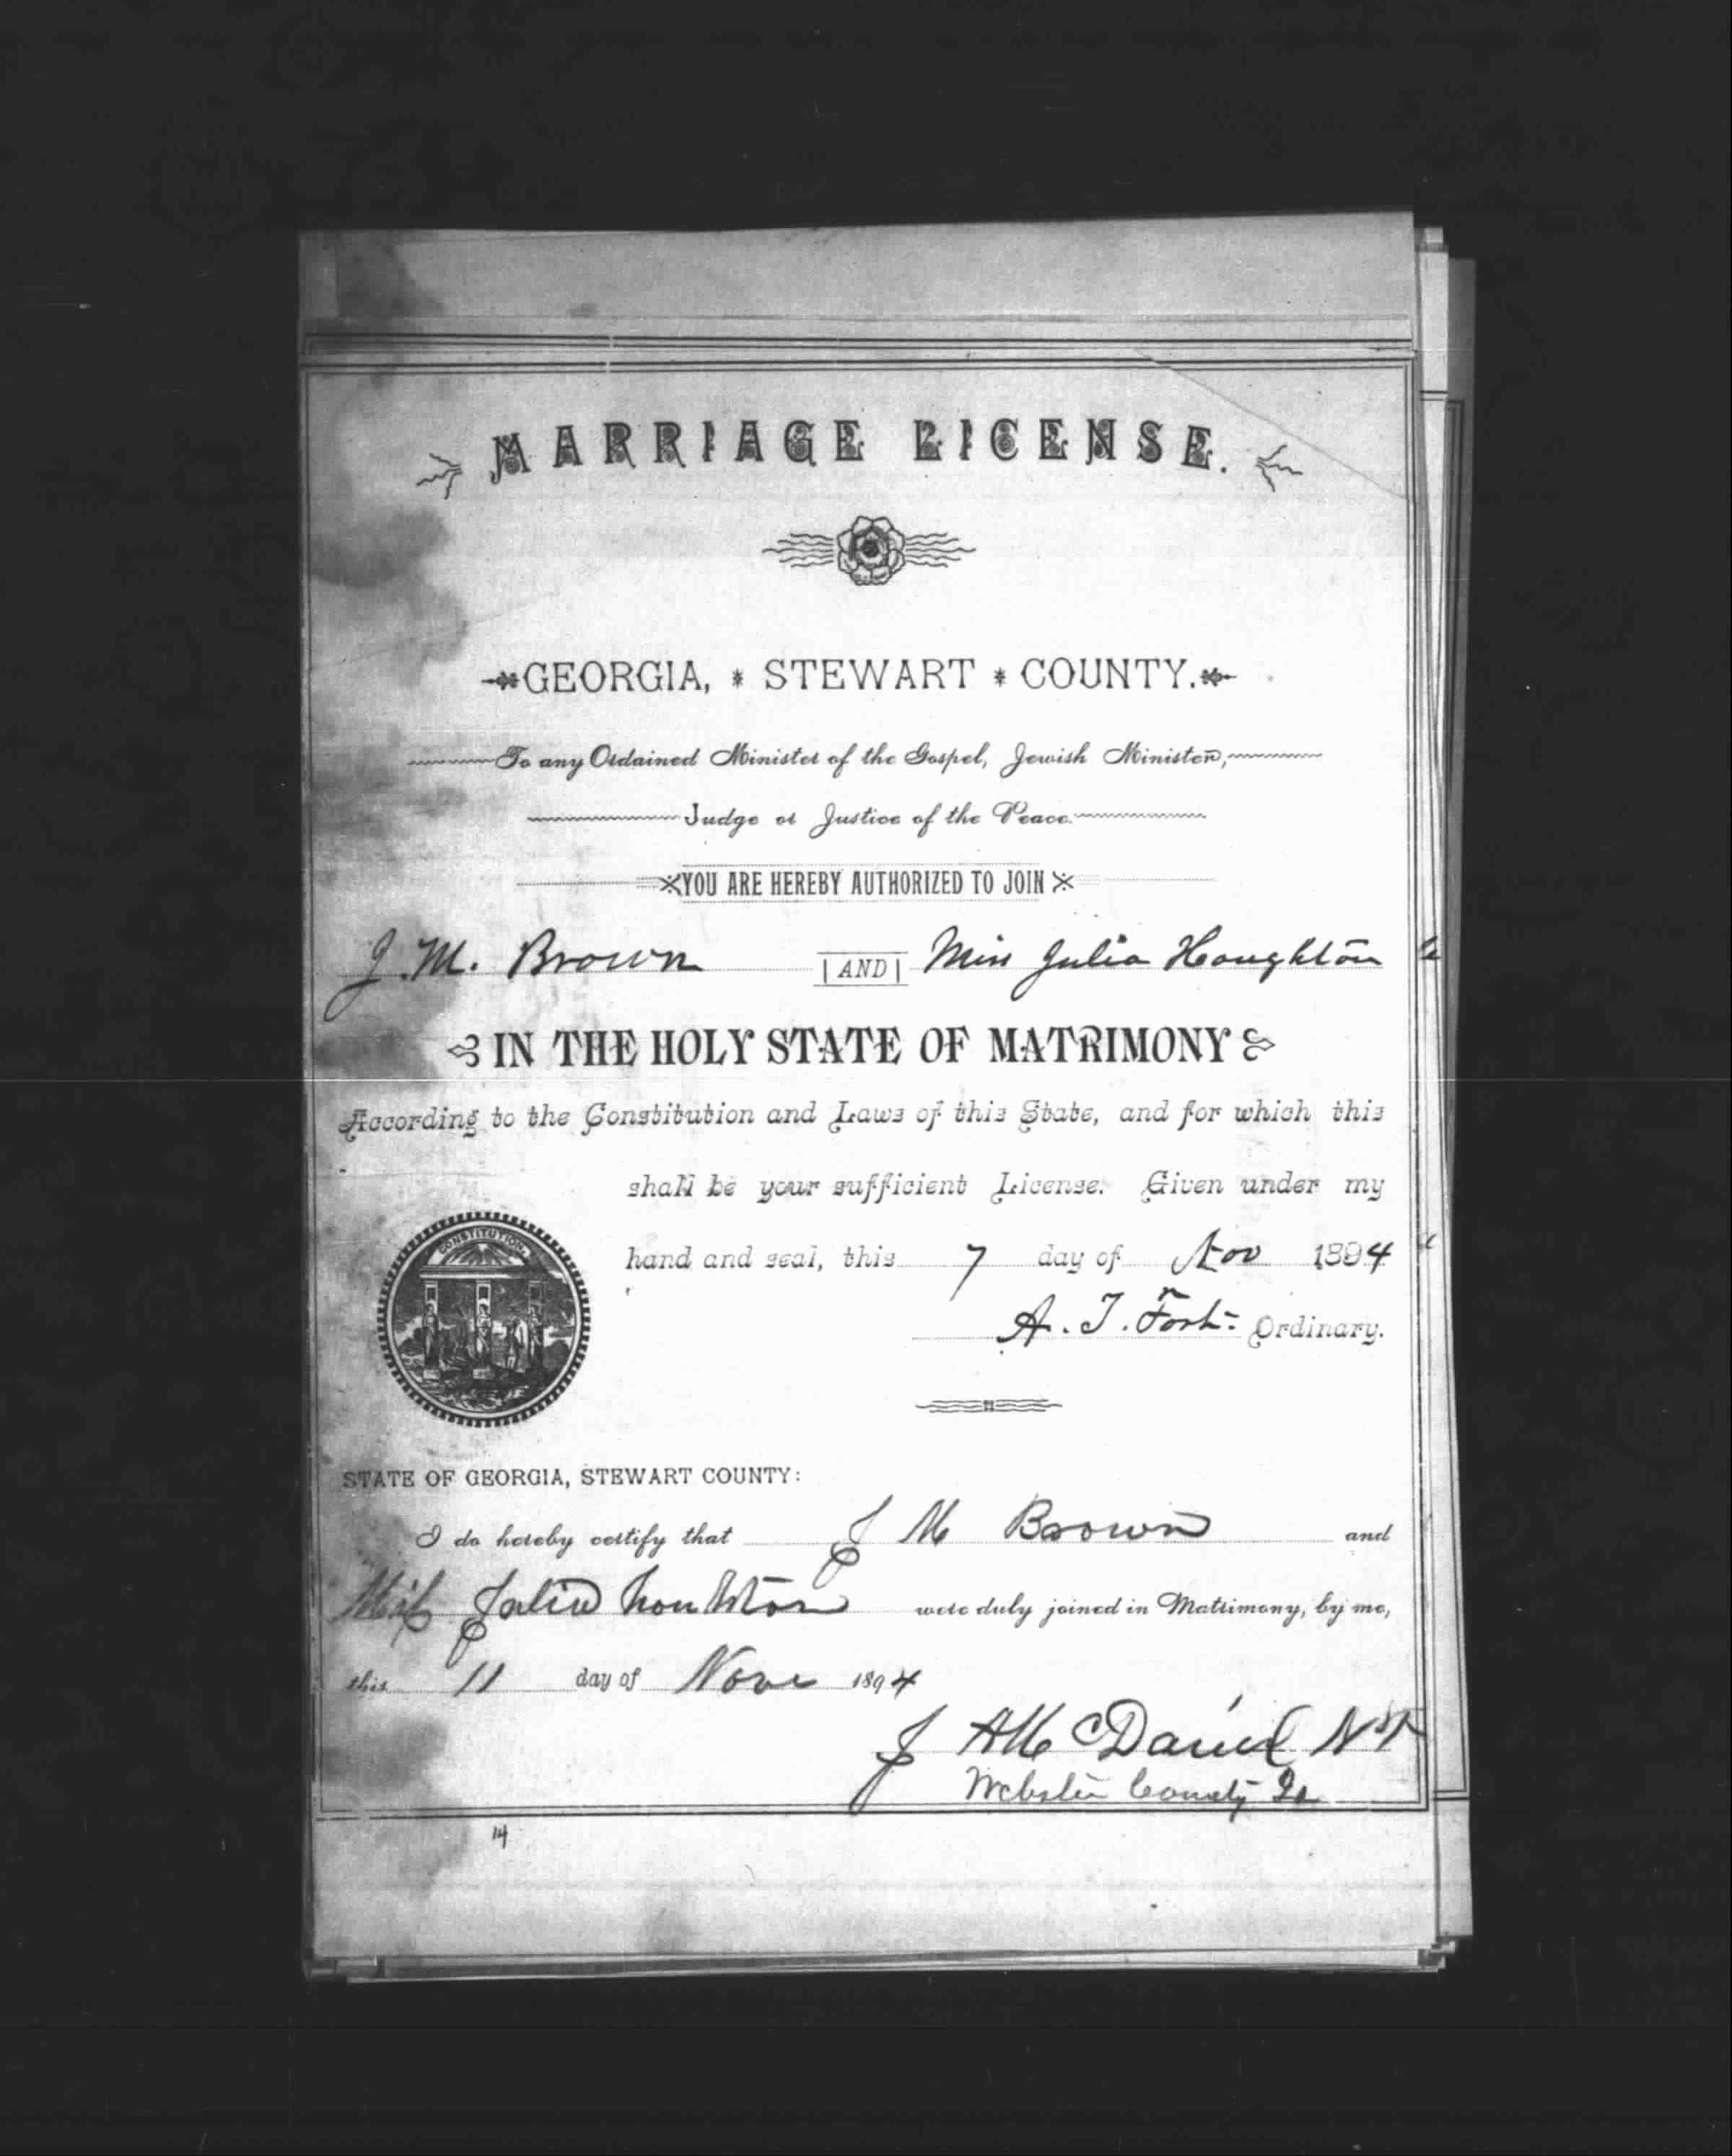 MARRIAGE LICENSE.
GEORGIA, * STEWART * COUNTY.
To any Ordained Minister of the Gospel, Jewish Minister,
Judge or Justice of the Peace.
YOU ARE HEREBY AUTHORIZED TO JOIN
J. M. Brown AND Miss Julia Houghton
IN THE HOLY STATE OF MATRIMONY
According to the Constitution and Laws of this State, and for which this
shall be your sufficient License. Given under my
CONSTITUTION
hand and seal, this 7 day of Nov 1894
A. T. Fort Ordinary.
STATE OF GEORGIA, STEWART COUNTY:
I do hereby certify that J M Brown and
Miss Julia were duly joined in Matrimony, by me,
this 11 day of Nov 1894
J A McDaniel
Webster County Ga
14